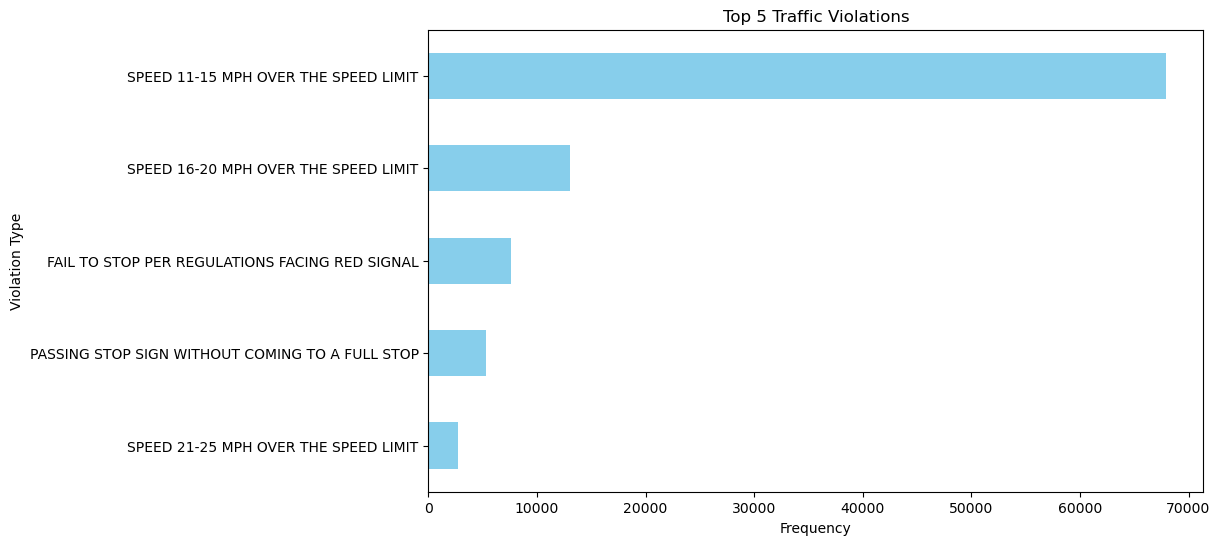 Top 5 Traffic Violations
Violation Type
SPEED 11-15 MPH OVER THE SPEED LIMIT
SPEED 16-20 MPH OVER THE SPEED LIMIT
FAIL TO STOP PER REGULATIONS FACING RED SIGNAL
PASSING STOP SIGN WITHOUT COMING TO A FULL STOP
SPEED 21-25 MPH OVER THE SPEED LIMIT
0 10000 20000 30000 40000 50000 60000 70000
Frequency